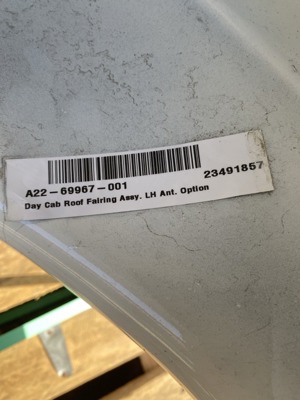 A22-69967-001 23491857
Day Cab Roof Fairing Assy. LH Ant. Option